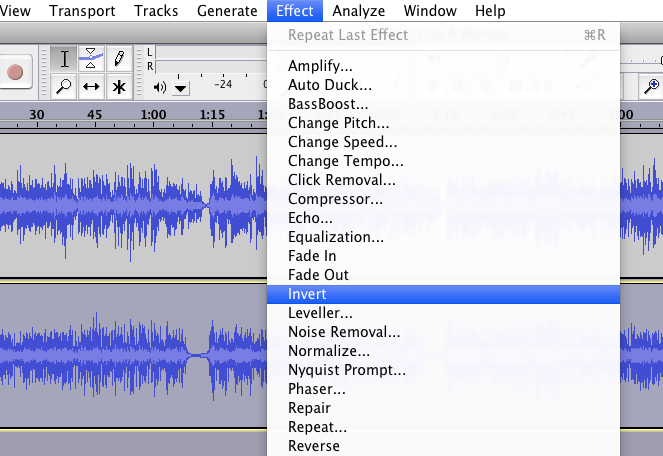 View Transport Tracks Generate Effect Analyze Window Help
Repeat Last Effect ⌘R
L
R
-24
30 45 1:00 1:15
Amplify...
Auto Duck...
BassBoost...
Change Pitch...
Change Speed...
Change Tempo...
Click Removal...
Compressor...
Echo...
Equalization...
Fade In
Fade Out
Invert
Leveller...
Noise Removal...
Normalize...
Nyquist Prompt...
Phaser...
Repair
Repeat...
Reverse